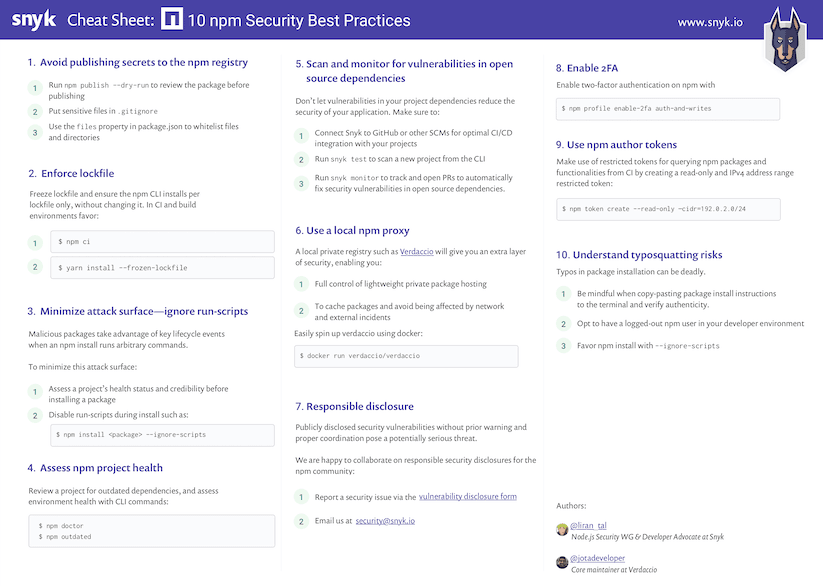 snyk Cheat Sheet: 10 npm Security Best Practices
www.snyk.io
1. Avoid publishing secrets to the npm registry
1 Run npm publish --dry-run to review the package before
publishing
2 Put sensitive files in .gitignore
3 Use the files property in package.json to whitelist files
and directories
2. Enforce lockfile
Freeze lockfile and ensure the npm CLI installs per
lockfile only, without changing it. In CI and build
environments favor:
1 $ npm ci
2 $ yarn install --frozen-lockfile
3. Minimize attack surface—ignore run-scripts
Malicious packages take advantage of key lifecycle events
when an npm install runs arbitrary commands.
To minimize this attack surface:
1 Assess a project's health status and credibility before
installing a package
2 Disable run-scripts during install such as:
$ npm install <package> --ignore-scripts
4. Assess npm project health
Review a project for outdated dependencies, and assess
environment health with CLI commands:
$ npm doctor
$ npm outdated
5. Scan and monitor for vulnerabilities in open
source dependencies
Don't let vulnerabilities in your project dependencies reduce the
security of your application. Make sure to:
1 Connect Snyk to GitHub or other SCMs for optimal CI/CD
integration with your projects
2 Run snyk test to scan a new project from the CLI
3 Run snyk monitor to track and open PRs to automatically
fix security vulnerabilities in open source dependencies.
6. Use a local npm proxy
A local private registry such as Verdaccio will give you an extra layer
of security, enabling you:
1 Full control of lightweight private package hosting
2 To cache packages and avoid being affected by network
and external incidents
Easily spin up verdaccio using docker:
$ docker run verdaccio/verdaccio
7. Responsible disclosure
Publicly disclosed security vulnerabilities without prior warning and
proper coordination pose a potentially serious threat.
We are happy to collaborate on responsible security disclosures for the
npm community:
1 Report a security issue via the vulnerability disclosure form
2 Email us at security@snyk.io
8. Enable 2FA
Enable two-factor authentication on npm with
$ npm profile enable-2fa auth-and-writes
9. Use npm author tokens
Make use of restricted tokens for querying npm packages and
functionalities from CI by creating a read-only and IPv4 address range
restricted token:
$ npm token create --read-only -cidr=192.0.2.0/24
10. Understand typosquatting risks
Typos in package installation can be deadly.
1 Be mindful when copy-pasting package install instructions
to the terminal and verify authenticity.
2 Opt to have a logged-out npm user in your developer environment
3 Favor npm install with --ignore-scripts
Authors:
@liran_tal
Node.js Security WG & Developer Advocate at Snyk
@jotadeveloper
Core maintainer at Verdaccio